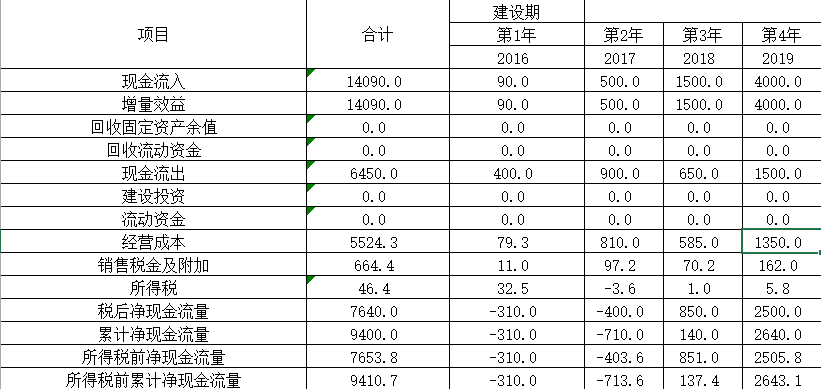 项目 合计 建设期
第1年 第2年 第3年 第4年
2016 2017 2018 2019
现金流入 14090.0 90.0 500.0 1500.0 4000.0
增量效益 14090.0 90.0 500.0 1500.0 4000.0
回收固定资产余值 0.0 0.0 0.0 0.0 0.0
回收流动资金 0.0 0.0 0.0 0.0 0.0
现金流出 6450.0 400.0 900.0 650.0 1500.0
建设投资 0.0 0.0 0.0 0.0 0.0
流动资金 0.0 0.0 0.0 0.0 0.0
经营成本 5524.3 79.3 810.0 585.0 1350.0
销售税金及附加 664.4 11.0 97.2 70.2 162.0
所得税 46.4 32.5 -3.6 1.0 5.8
税后净现金流量 7640.0 -310.0 -400.0 850.0 2500.0
累计净现金流量 9400.0 -310.0 -710.0 140.0 2640.0
所得税前净现金流量 7653.8 -310.0 -403.6 851.0 2505.8
所得税前累计净现金流量 9410.7 -310.0 -713.6 137.4 2643.1